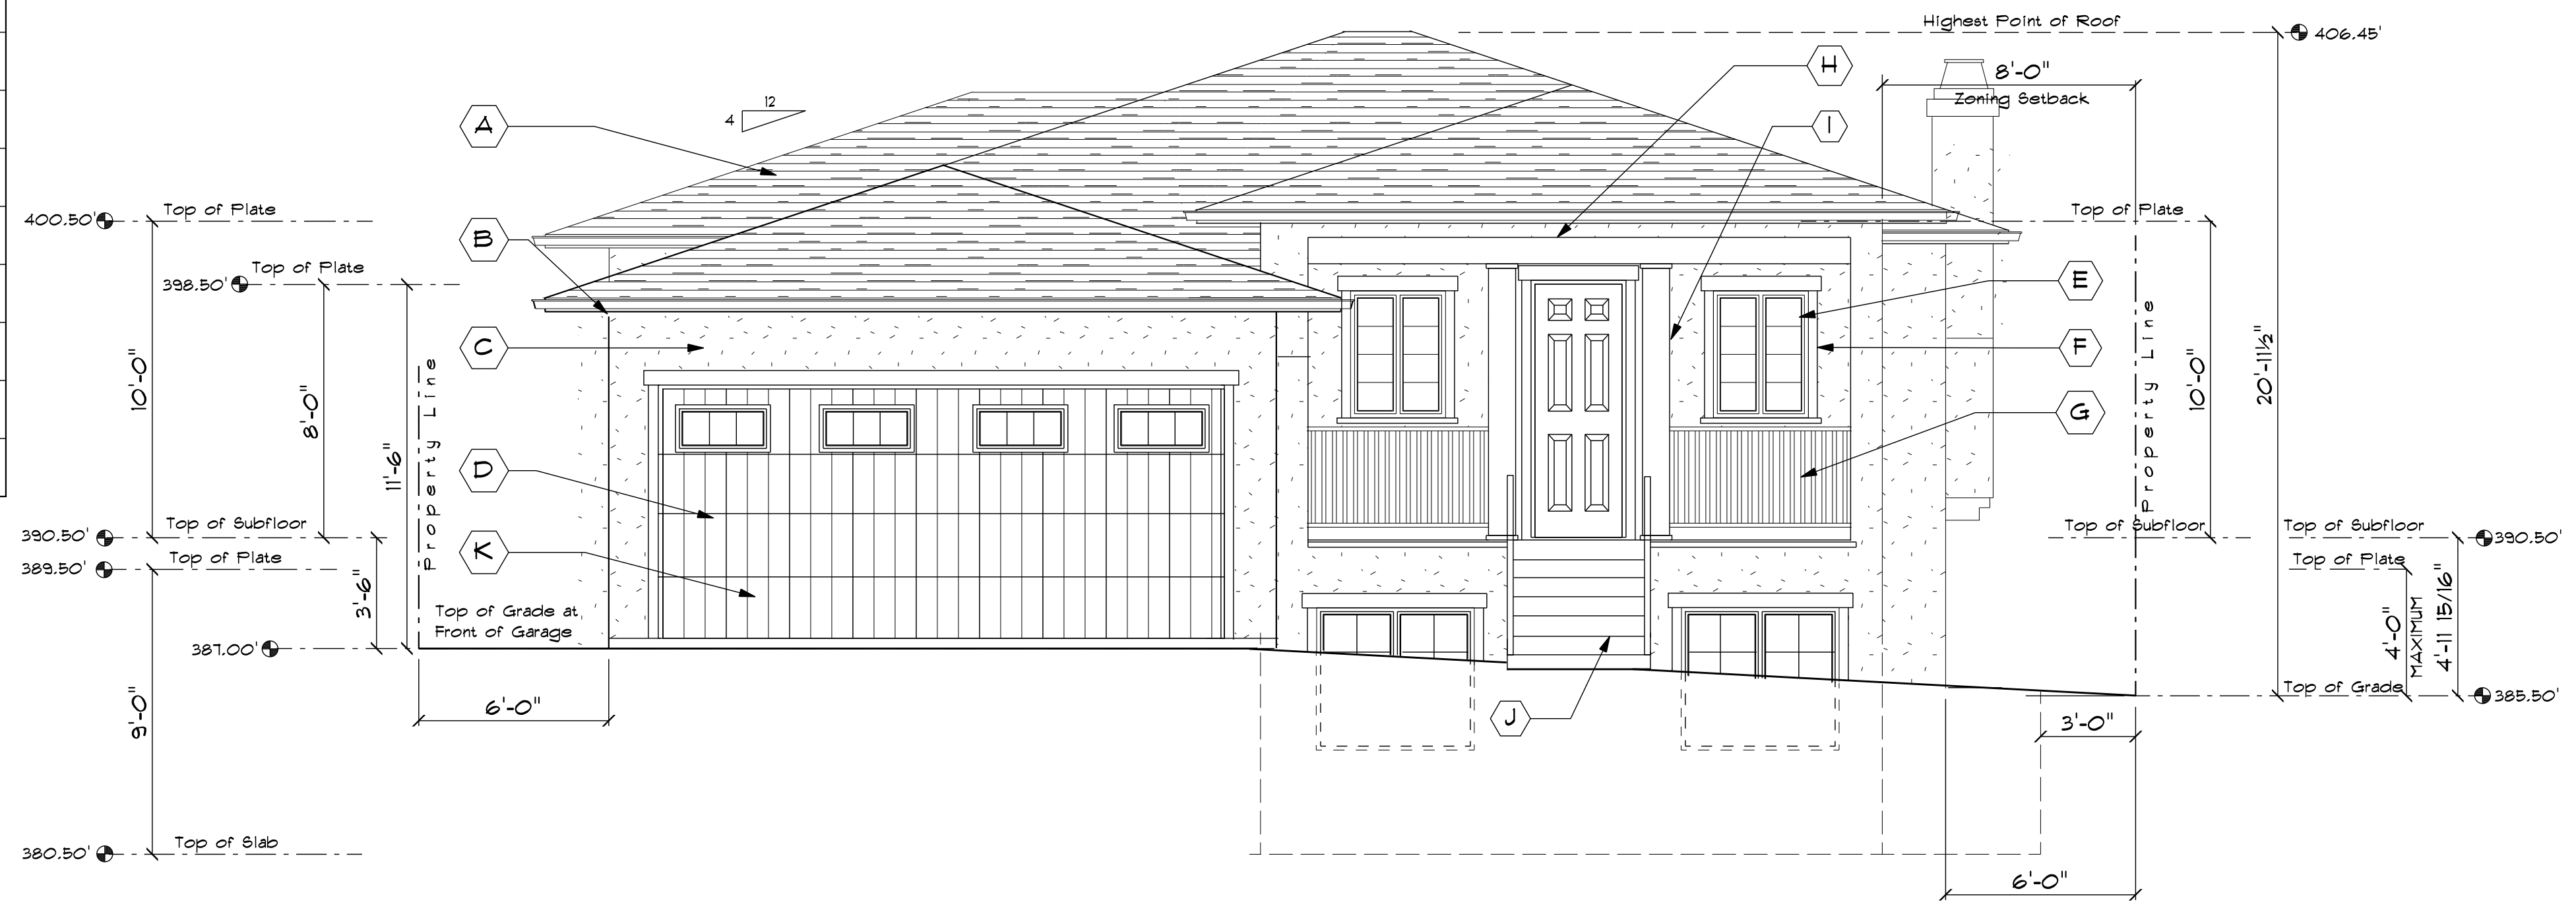 Highest Point of Roof
406.45'
8'-0"
Zoning Setback
H
12
4
A
I
Top of Plate
400.50'
Top of Plate
B
Top of Plate
398.50'
E
C
F
10'-0"
8'-0"
11'-6"
Property Line
Property Line
10'-0"
20'-11½"
G
D
Top of Subfloor
390.50'
Top of Subfloor
Top of Subfloor
390.50'
K
Top of Plate
389.50'
Top of Plate
3'-6"
Top of Grade at
Front of Garage
4'-0"
MAXIMUM
4'-11 15/16"
387.00'
Top of Grade
385.50'
9'-0"
6'-0"
J
3'-0"
Top of Slab
380.50'
6'-0"